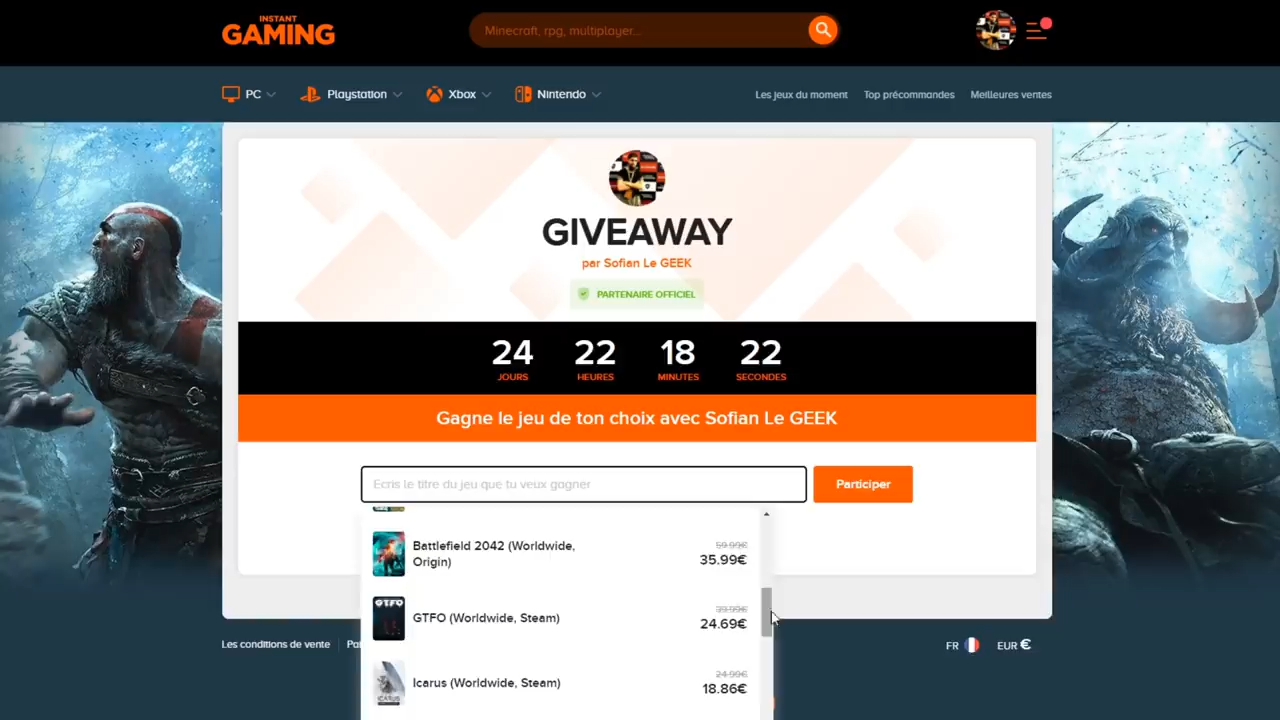 INSTANT
GAMING
Minecraft, rpg, multiplayer...
PC
Playstation
Xbox
Nintendo
Les jeux du moment
Top précommandes
Meilleures ventes
GIVEAWAY
par Sofian Le GEEK
PARTENAIRE OFFICIEL
24 22 18 22
JOURS HEURES MINUTES SECONDES
Gagne le jeu de ton choix avec Sofian Le GEEK
Ecris le titre du jeu que tu veux gagner
Participer
Battlefield 2042 (Worldwide,
Origin)
59.99€
35.99€
GTFO
GTFO (Worldwide, Steam)
39.99€
24.69€
ICARUS
Icarus (Worldwide, Steam)
24.99€
18.86€
Les conditions de vente
FR
EUR €